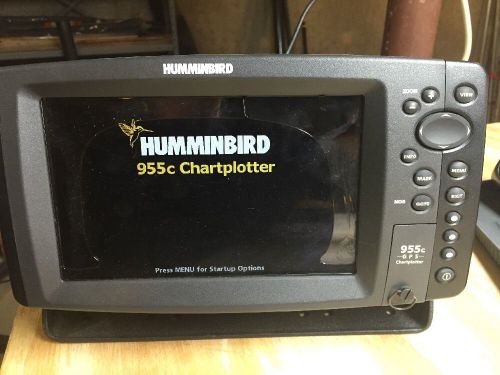 HUMMINBIRD
ZOOM
VIEW
HUMMINBIRD
955c Chartplotter
INFO
MENU
MARK
EXIT
MOB
GOTO
955c
GPS
Chartplotter
Press MENU for Startup Options